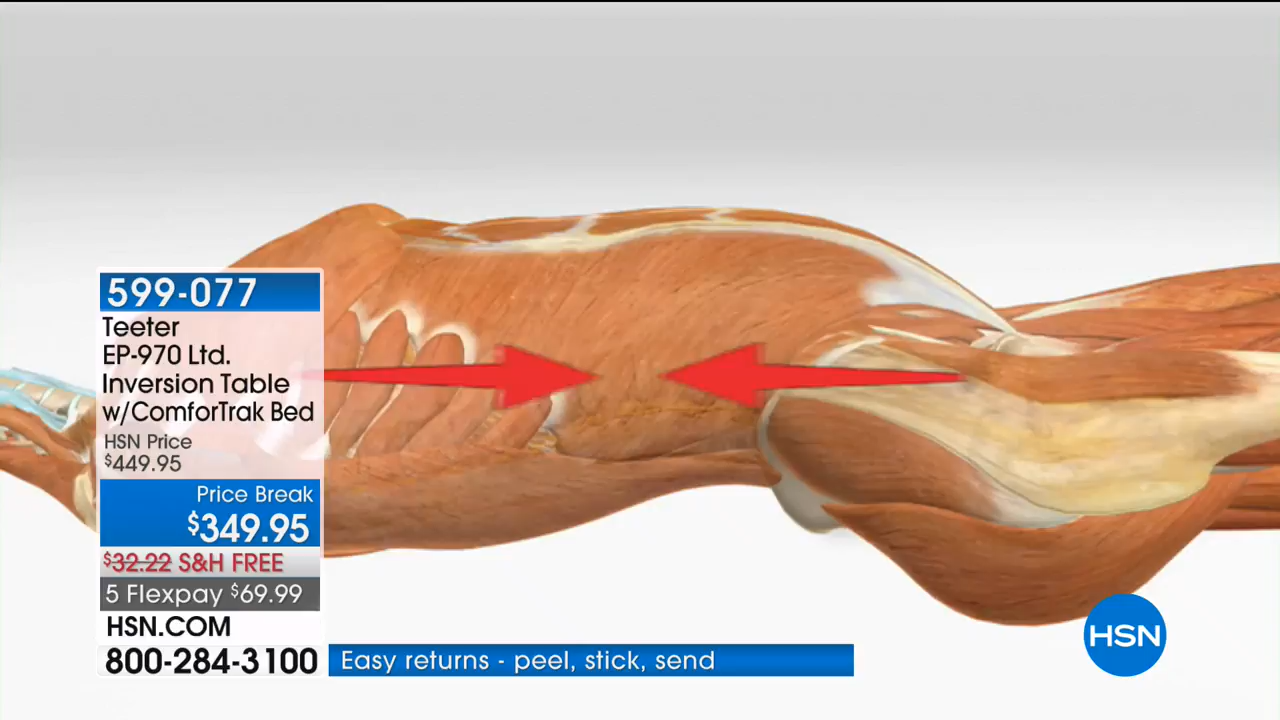 599-077
Teeter
EP-970 Ltd.
Inversion Table
w/ComforTrak Bed
HSN Price
$449.95
Price Break
$349.95
$32.22 S&H FREE
5 Flexpay $69.99
HSN.COM
800-284-3100
Easy returns - peel, stick, send
HSN